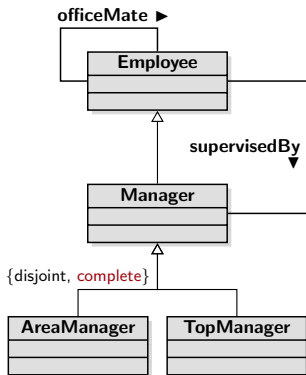 officeMate ►
Employee
supervisedBy
▼
Manager
{disjoint, complete}
AreaManager
TopManager